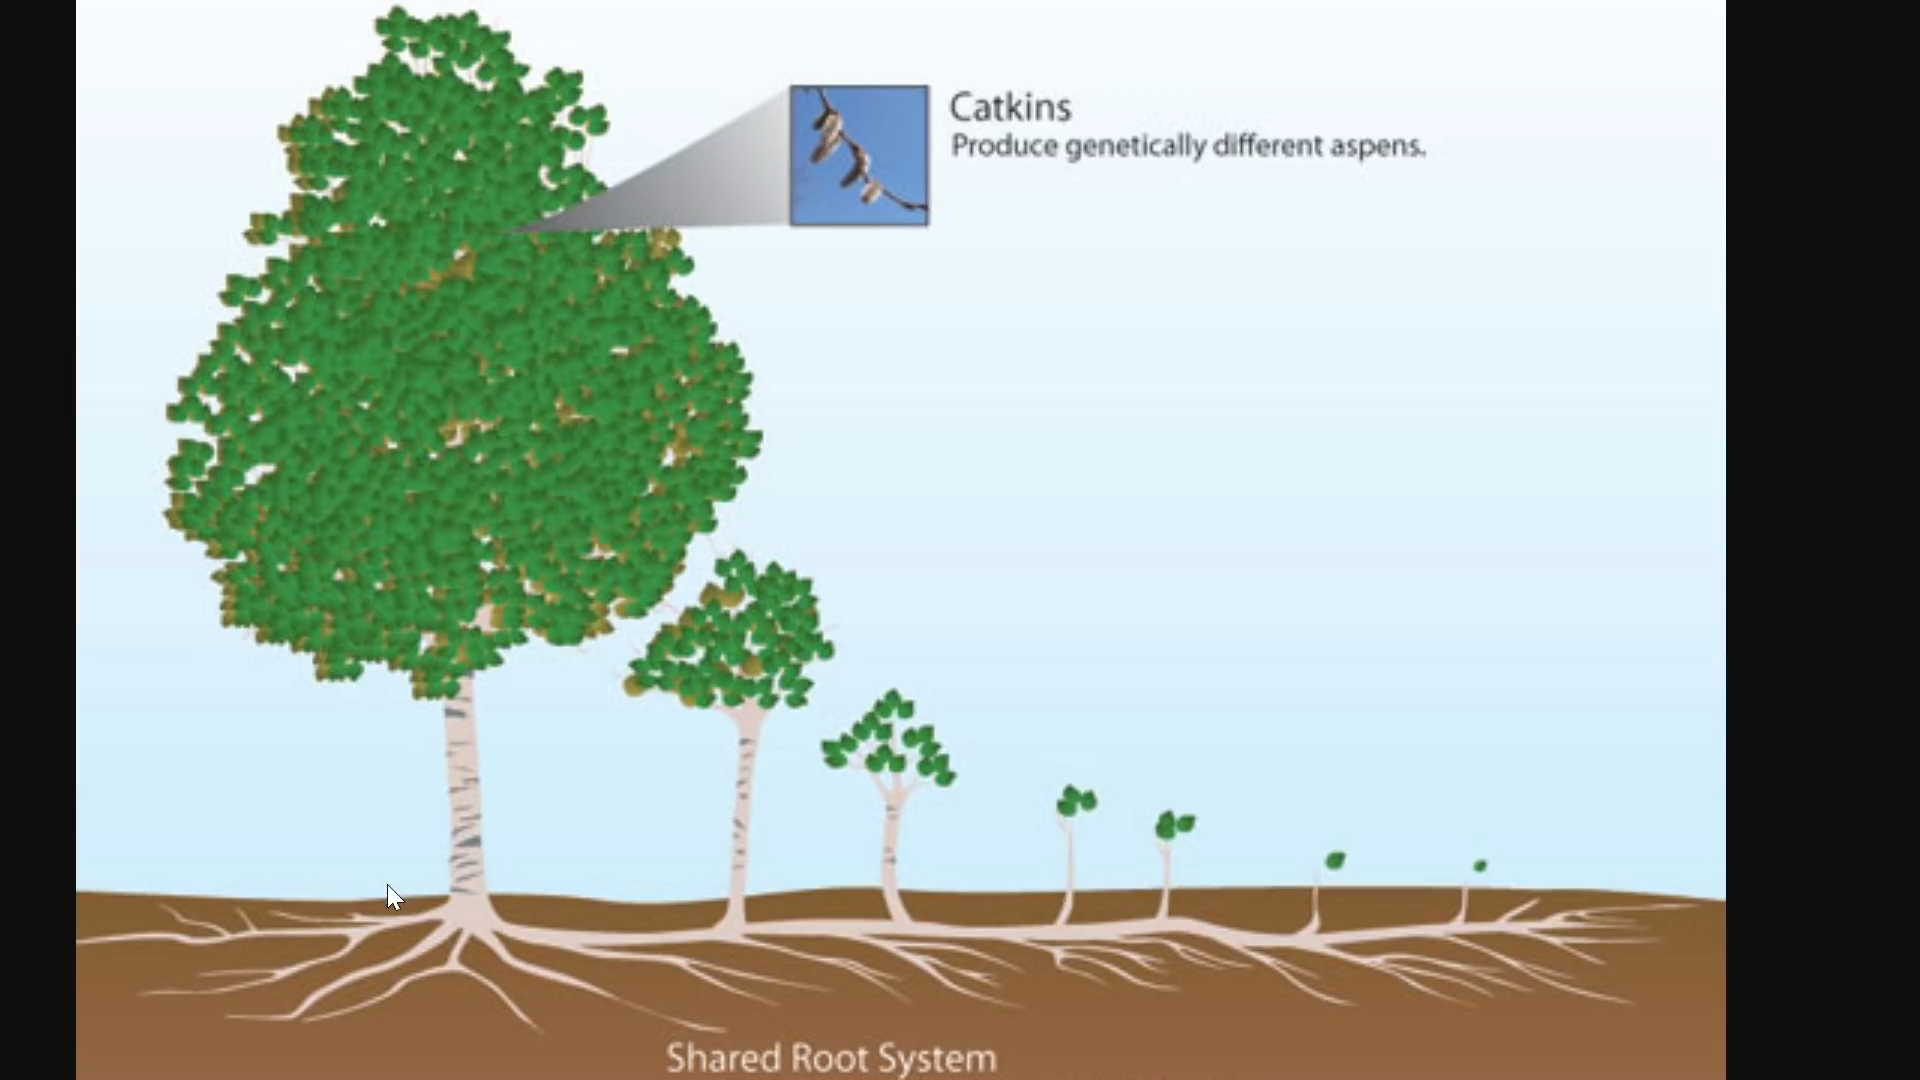 Catkins
Produce genetically different aspens.
Shared Root System